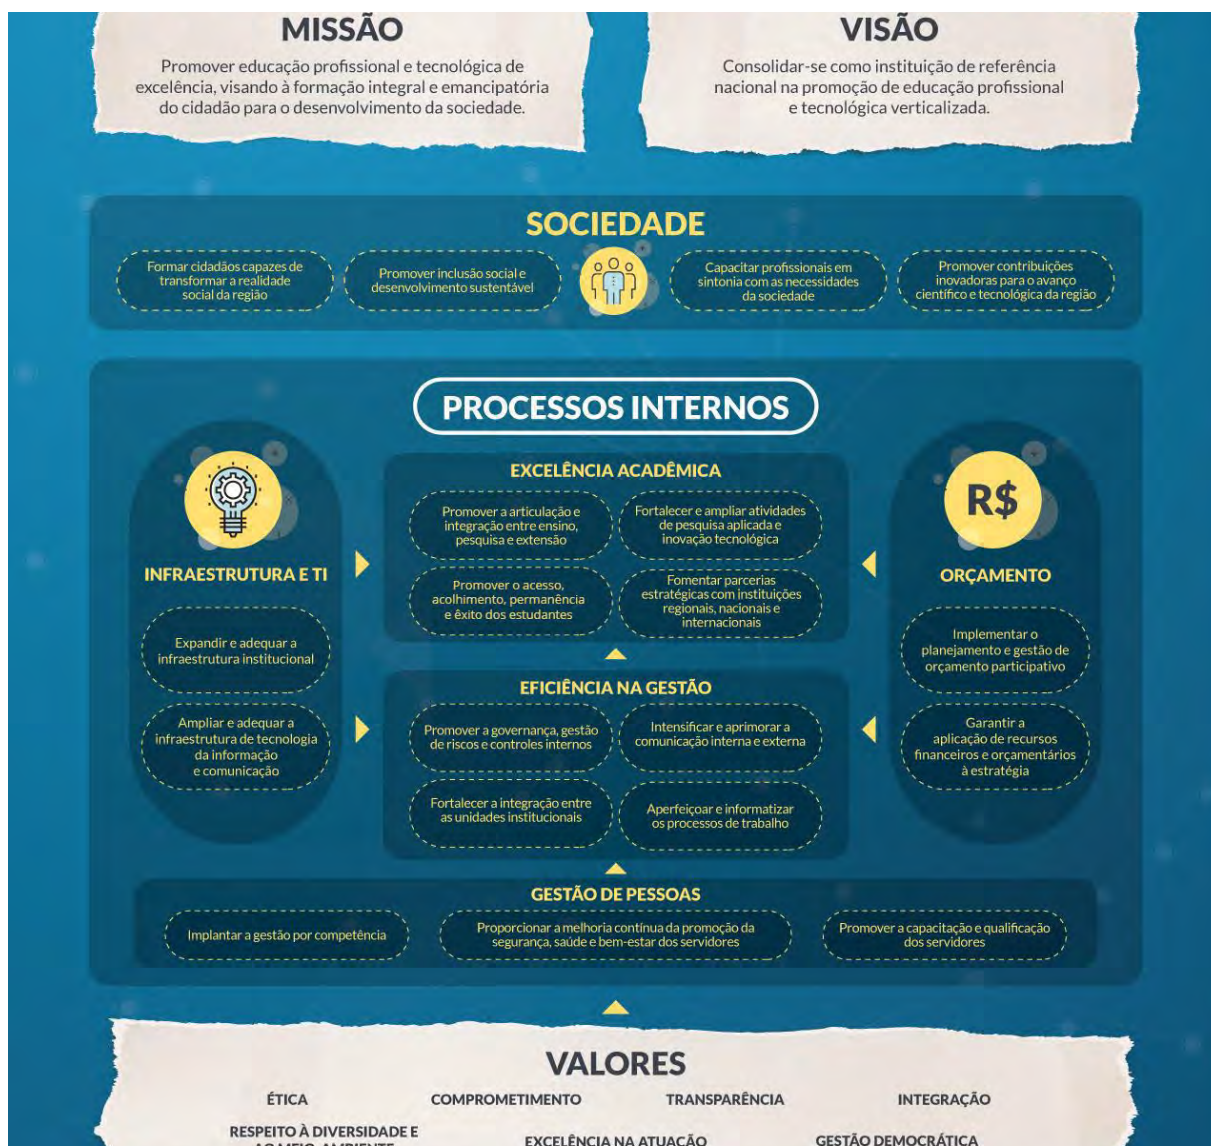 MISSÃO
Promover educação profissional e tecnológica de
excelência, visando à formação integral e emancipatória
do cidadão para o desenvolvimento da sociedade.
VISÃO
Consolidar-se como instituição de referência
nacional na promoção de educação profissional
e tecnológica verticalizada.
SOCIEDADE
Formar cidadãos capazes de
transformar a realidade
social da região
Promover inclusão social e
desenvolvimento sustentável
Capacitar profissionais em
sintonia com as necessidades
da sociedade
Promover contribuições
inovadoras para o avanço
científico e tecnológica da região
PROCESSOS INTERNOS
INFRAESTRUTURA E TI
Expandir e adequar a
infraestrutura institucional
Ampliar e adequar a
infraestrutura de tecnologia
da informação
e comunicação
EXCELÊNCIA ACADÊMICA
Promover a articulação e
integração entre ensino,
pesquisa e extensão
Fortalecer e ampliar atividades
de pesquisa aplicada e
inovação tecnológica
Promover o acesso,
acolhimento, permanência
e êxito dos estudantes
Fomentar parcerias
estratégicas com instituições
regionais, nacionais e
internacionais
EFICIÊNCIA NA GESTÃO
Promover a governança, gestão
de riscos e controles internos
Intensificar e aprimorar a
comunicação interna e externa
Fortalecer a integração entre
as unidades institucionais
Aperfeiçoar e informatizar
os processos de trabalho
R$
ORÇAMENTO
Implementar o
planejamento e gestão de
orçamento participativo
Garantir a
aplicação de recursos
financeiros e orçamentários
à estratégia
GESTÃO DE PESSOAS
Implantar a gestão por competência
Proporcionar a melhoria contínua da promoção da
segurança, saúde e bem-estar dos servidores
Promover a capacitação e qualificação
dos servidores
VALORES
ÉTICA
COMPROMETIMENTO
TRANSPARÊNCIA
INTEGRAÇÃO
RESPEITO À DIVERSIDADE E
AO MEIO AMBIENTE
EXCELÊNCIA NA ATUAÇÃO
GESTÃO DEMOCRÁTICA